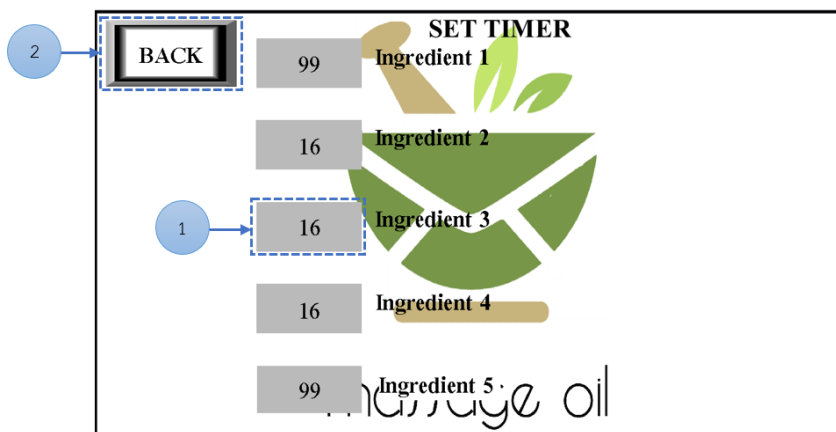 SET TIMER
2
BACK
99 Ingredient 1
16 Ingredient 2
1
16 Ingredient 3
16 Ingredient 4
99 Ingredient 5
massage oil